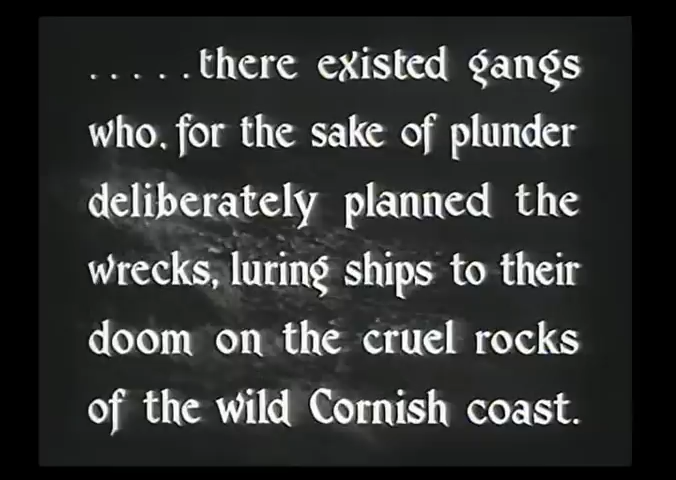 .....there existed gangs
who, for the sake of plunder
deliberately planned the
wrecks, luring ships to their
doom on the cruel rocks
of the wild Cornish coast.